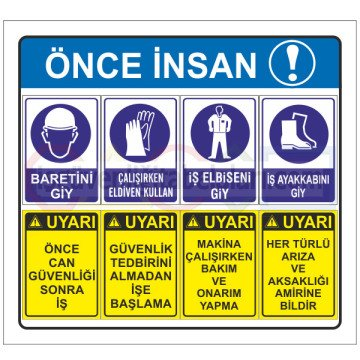 ÖNCE İNSAN
BARETİNİ
GİY
ÇALIŞIRKEN
ELDİVEN KULLAN
İŞ ELBİSENİ
GİY
İŞ AYAKKABINI
GİY
UYARI
ÖNCE
CAN
GÜVENLİĞİ
SONRA
İŞ
UYARI
GÜVENLİK
TEDBİRİNİ
ALMADAN
İŞE
BAŞLAMA
UYARI
MAKİNA
ÇALIŞIRKEN
BAKIM
VE
ONARIM
YAPMA
UYARI
HER TÜRLÜ
ARIZA
VE
AKSAKLIĞI
AMİRİNE
BİLDİR